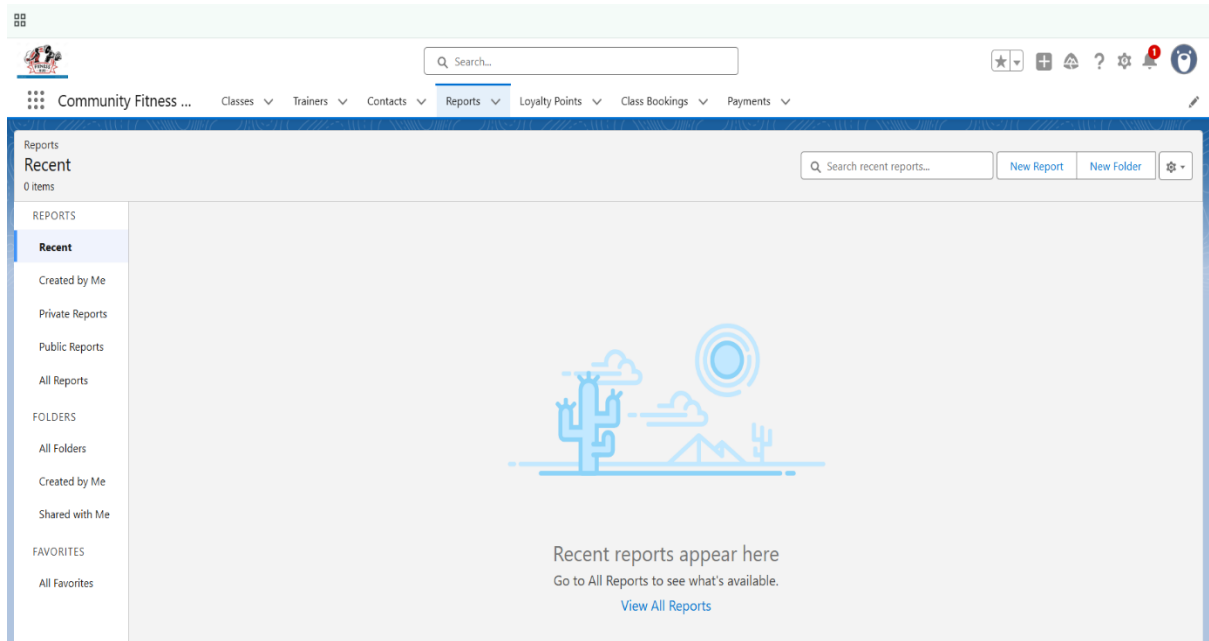 Search...
1
Community Fitness ... Classes Trainers Contacts Reports Loyalty Points Class Bookings Payments
Reports
Recent
0 items
Search recent reports...
New Report
New Folder
REPORTS
Recent
Created by Me
Private Reports
Public Reports
All Reports
FOLDERS
All Folders
Created by Me
Shared with Me
FAVORITES
All Favorites
Recent reports appear here
Go to All Reports to see what's available.
View All Reports